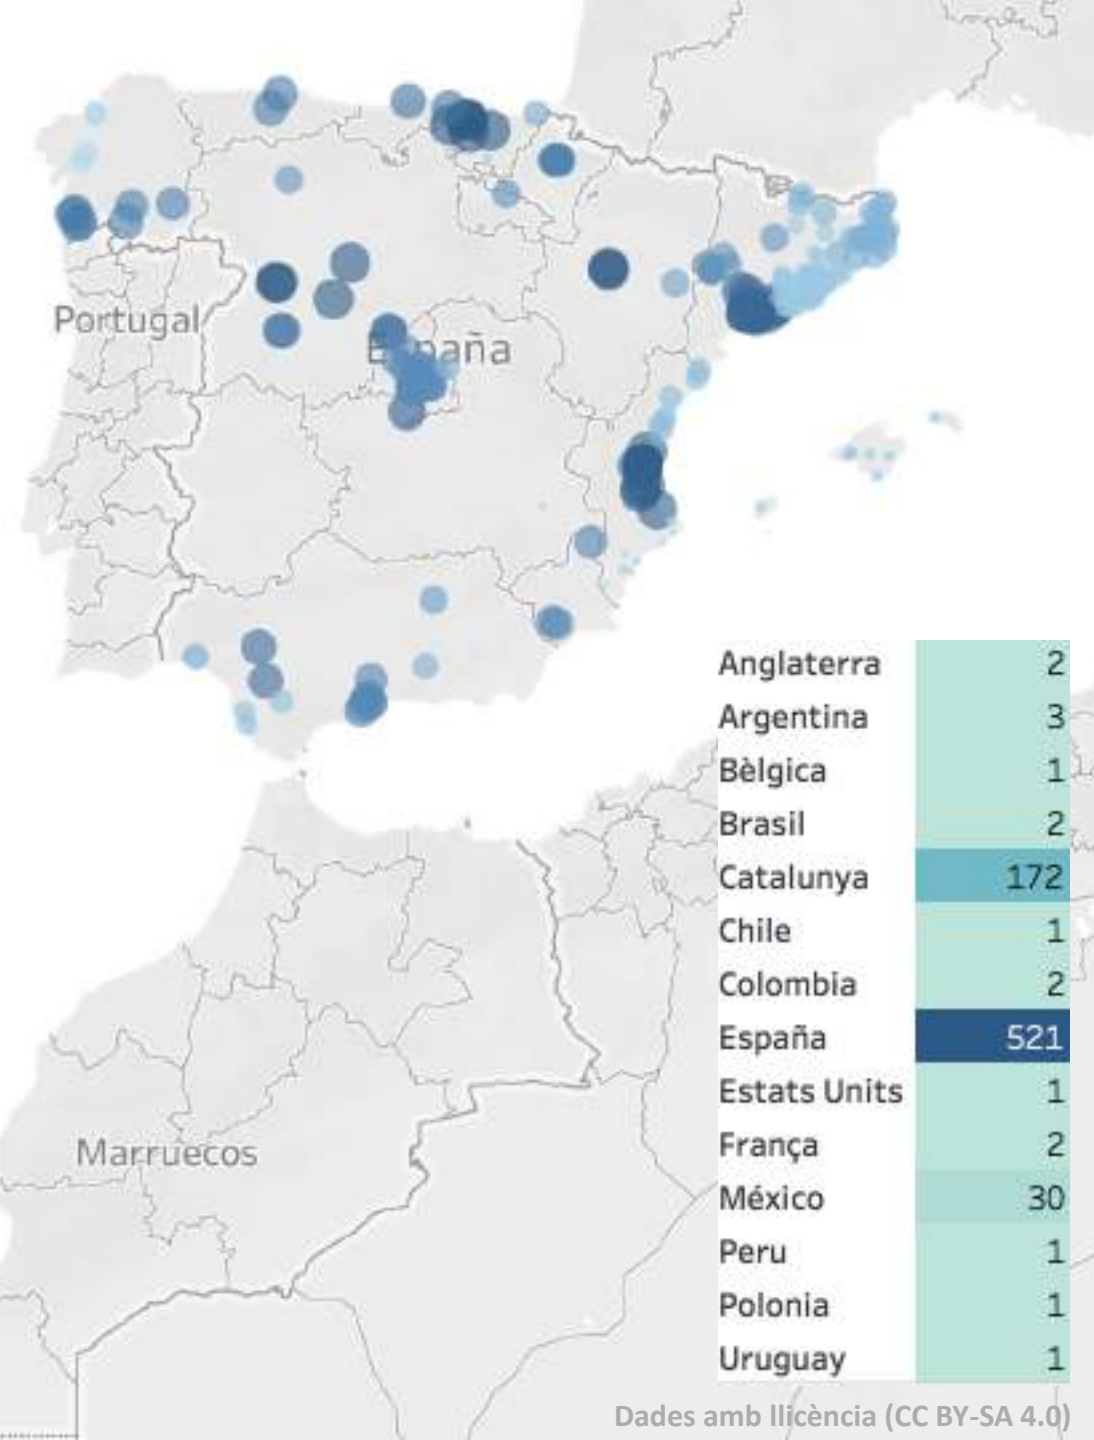 Portugal
España
Anglaterra 2
Argentina 3
Bèlgica 1
Brasil 2
Catalunya 172
Chile 1
Colombia 2
España 521
Estats Units 1
França 2
México 30
Peru 1
Polonia 1
Uruguay 1
Marruecos
Dades amb llicència (CC BY-SA 4.0)